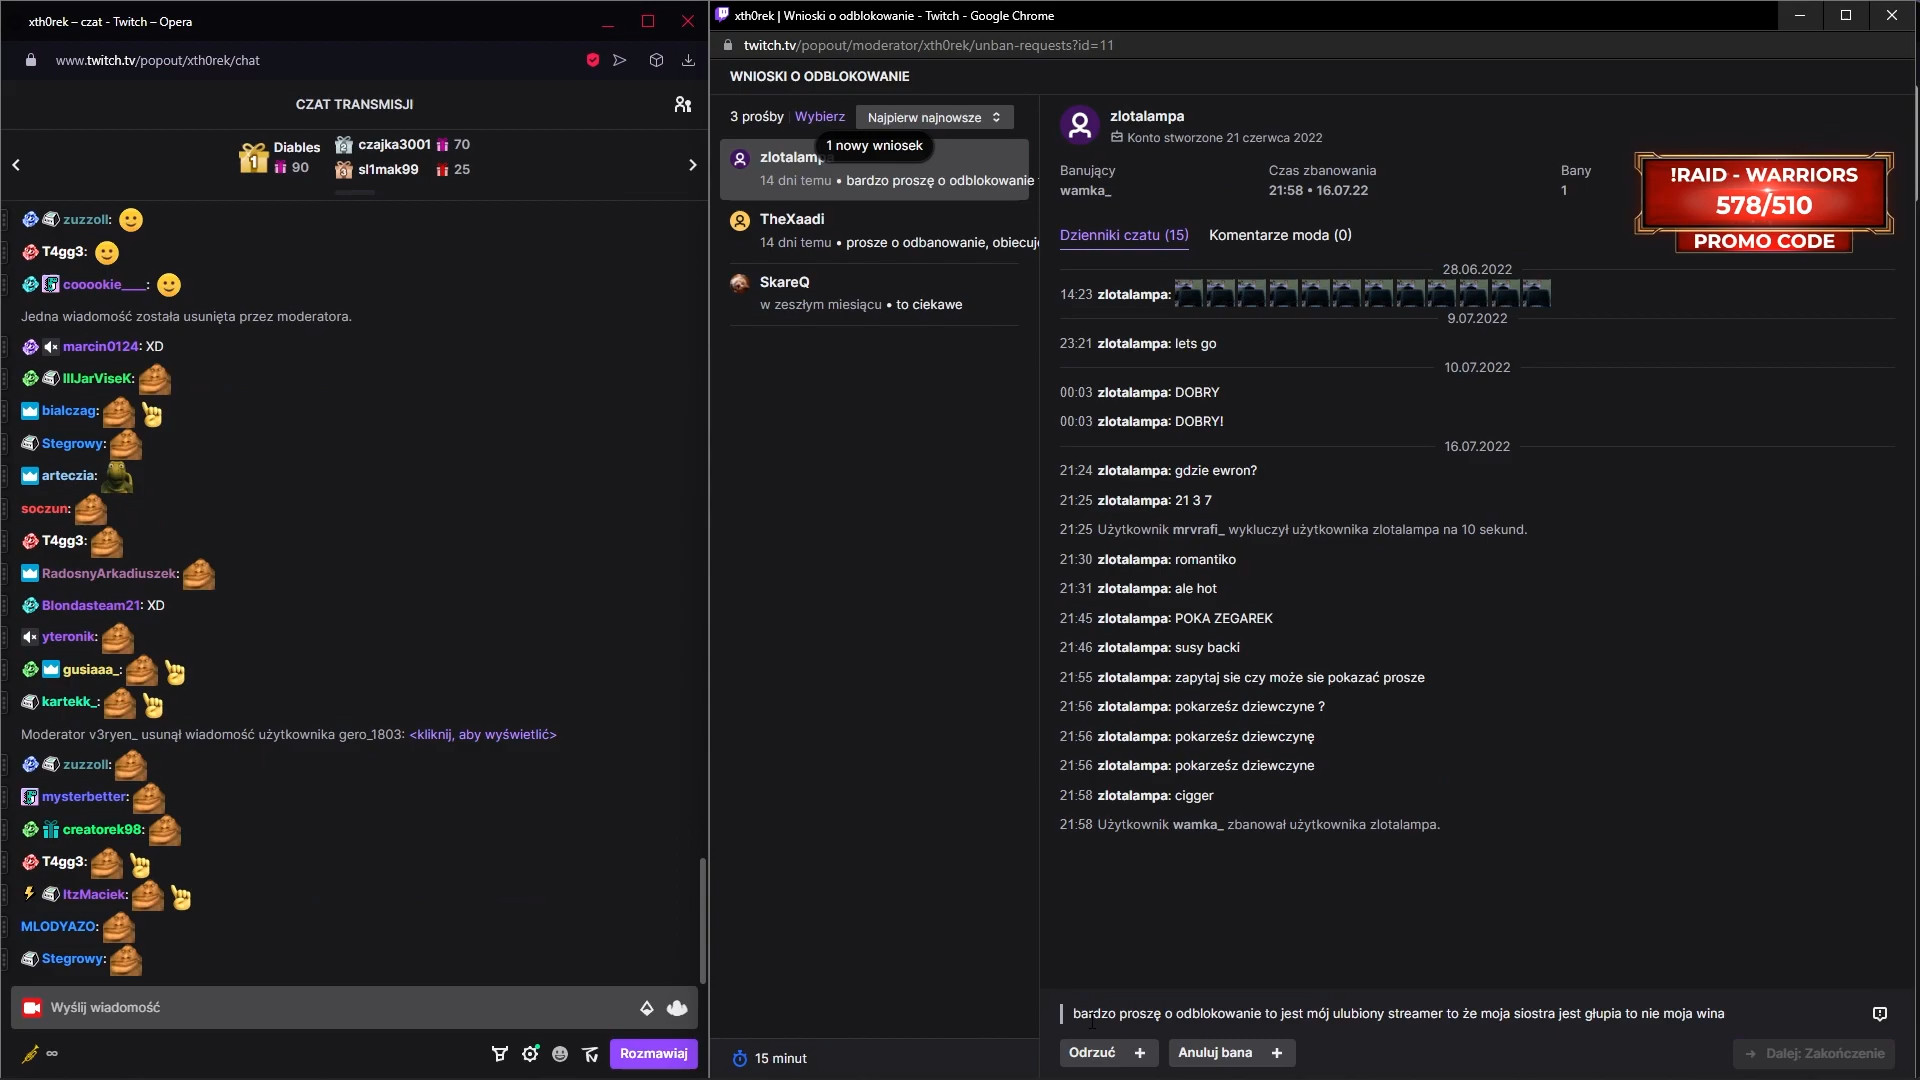 xth0rek – czat - Twitch – Opera
www.twitch.tv/popout/xth0rek/chat
CZAT TRANSMISJI
1
Diables
90
2
czajka3001 70
3
sl1mak99 25
zuzzoll:
T4gg3:
cooookie____:
Jedna wiadomość została usunięta przez moderatora.
marcin0124: XD
IIIJarViseK:
bialczag:
Stegrowy:
arteczia:
soczun:
T4gg3:
RadosnyArkadiuszek:
Blondasteam21: XD
yteronik:
gusiaaa_:
kartekk_:
Moderator v3ryen_ usunął wiadomość użytkownika gero_1803: <kliknij, aby wyświetlić>
zuzzoll:
mysterbetter:
creatorek98:
T4gg3:
ItzMaciek:
MLODYAZO:
Stegrowy:
Wyślij wiadomość
∞
Rozmawiaj
xth0rek | Wnioski o odblokowanie - Twitch - Google Chrome
twitch.tv/popout/moderator/xth0rek/unban-requests?id=11
WNIOSKI O ODBLOKOWANIE
3 prośby Wybierz Najpierw najnowsze
1 nowy wniosek
zlotalampa
14 dni temu • bardzo proszę o odblokowanie
TheXaadi
14 dni temu • prosze o odbanowanie, obiecuję
SkareQ
w zeszłym miesiącu • to ciekawe
15 minut
zlotalampa
Konto stworzone 21 czerwca 2022
Banujący
wamka_
Czas zbanowania
21:58 • 16.07.22
Bany
1
!RAID - WARRIORS
578/510
PROMO CODE
Dzienniki czatu (15) Komentarze moda (0)
28.06.2022
14:23 zlotalampa:
9.07.2022
23:21 zlotalampa: lets go
10.07.2022
00:03 zlotalampa: DOBRY
00:03 zlotalampa: DOBRY!
16.07.2022
21:24 zlotalampa: gdzie ewron?
21:25 zlotalampa: 21 3 7
21:25 Użytkownik mrvrafi_ wykluczył użytkownika zlotalampa na 10 sekund.
21:30 zlotalampa: romantiko
21:31 zlotalampa: ale hot
21:45 zlotalampa: POKA ZEGAREK
21:46 zlotalampa: susy backi
21:55 zlotalampa: zapytaj sie czy może sie pokazać prosze
21:56 zlotalampa: pokarześz dziewczyne ?
21:56 zlotalampa: pokarześz dziewczynę
21:56 zlotalampa: pokarześz dziewczyne
21:58 zlotalampa: cigger
21:58 Użytkownik wamka_ zbanował użytkownika zlotalampa.
bardzo proszę o odblokowanie to jest mój ulubiony streamer to że moja siostra jest głupia to nie moja wina
Odrzuć + Anuluj bana +
→ Dalej: Zakończenie